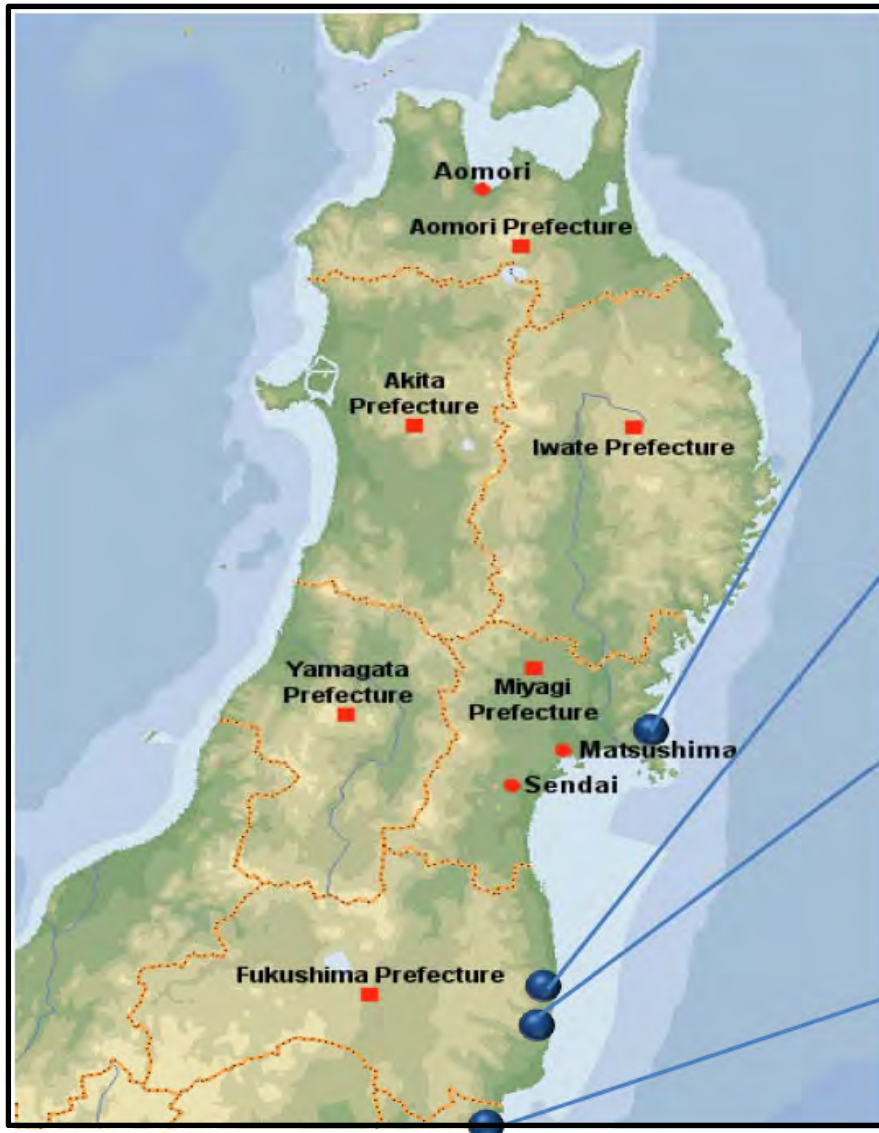 Aomori
Aomori Prefecture
Akita
Prefecture
Iwate Prefecture
Yamagata
Prefecture
Miyagi
Prefecture
Matsushima
Sendai
Fukushima Prefecture